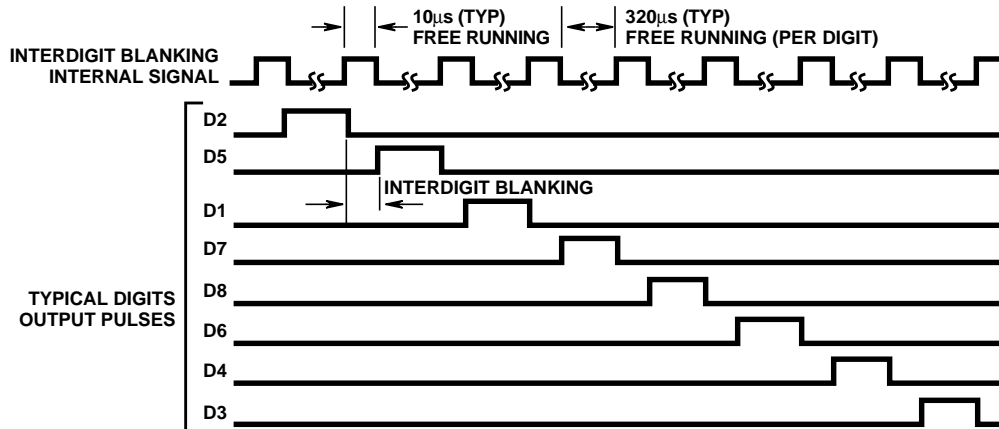 10µs (TYP)
FREE RUNNING
320µs (TYP)
FREE RUNNING (PER DIGIT)
INTERDIGIT BLANKING
INTERNAL SIGNAL
D2
D5
INTERDIGIT BLANKING
D1
D7
TYPICAL DIGITS
OUTPUT PULSES
D8
D6
D4
D3